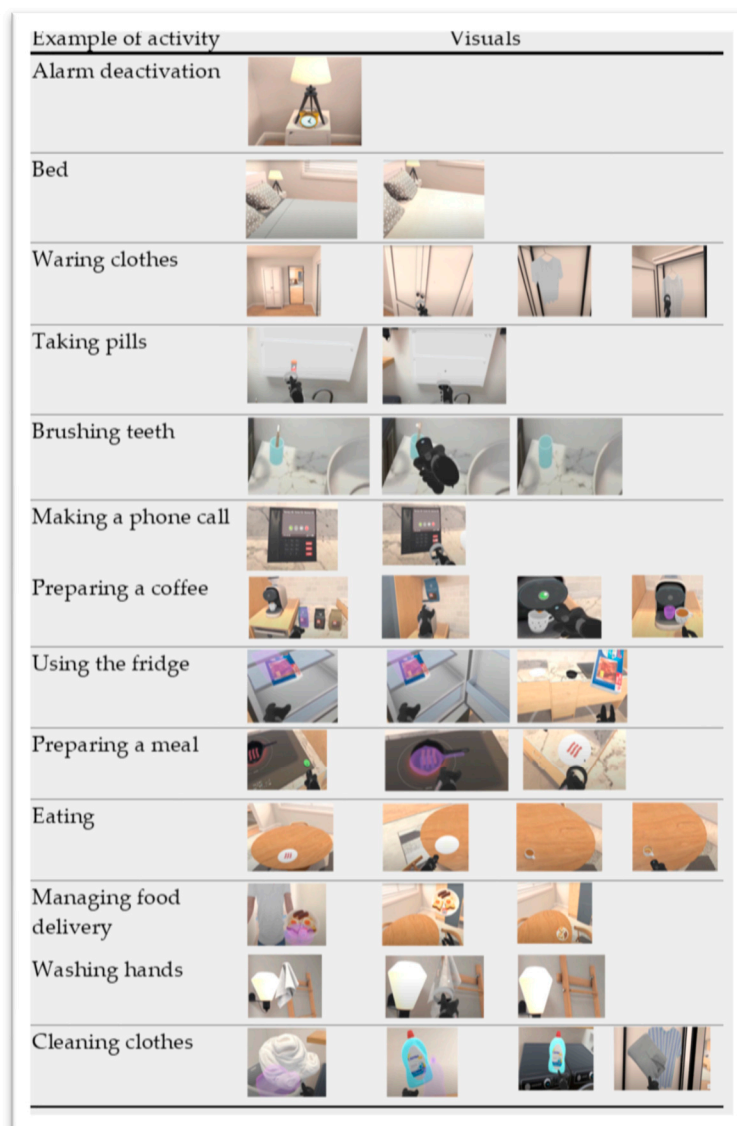 Example of activity Visuals
Alarm deactivation
Bed
Waring clothes
Taking pills
Brushing teeth
Making a phone call
Preparing a coffee
Using the fridge
Preparing a meal
Eating
Managing food
delivery
Washing hands
Cleaning clothes